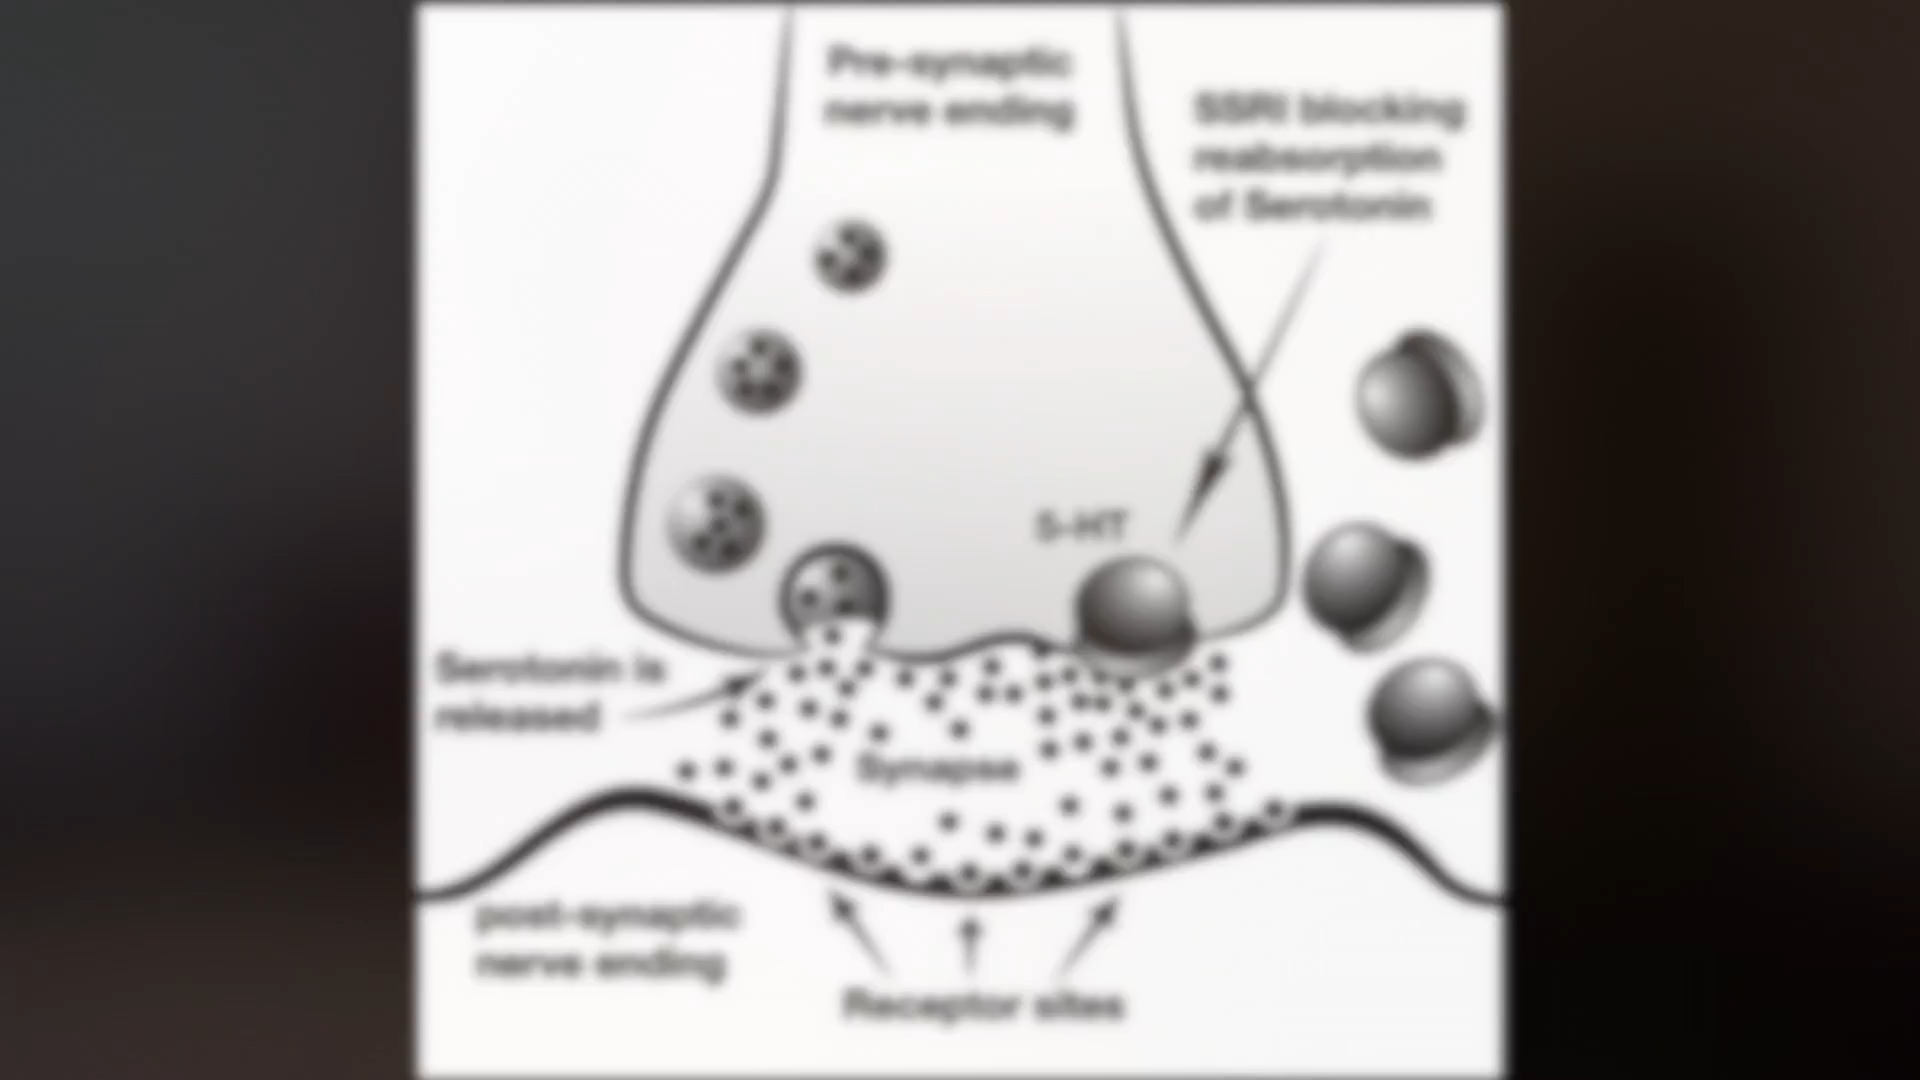 Pre-synaptic
nerve ending
SSRI blocking
reabsorption
of Serotonin
5-HT
Serotonin is
released
Synapse
post-synaptic
nerve ending
Receptor sites